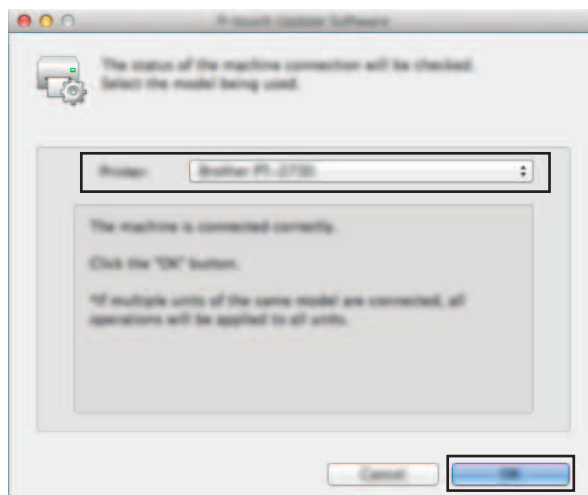 P-touch Update Software
The status of the machine connection will be checked.
Select the model being used.
Printer: Brother PT-2730
The machine is connected correctly.
Click the "OK" button.
*If multiple units of the same model are connected, all
operations will be applied to all units.
Cancel OK